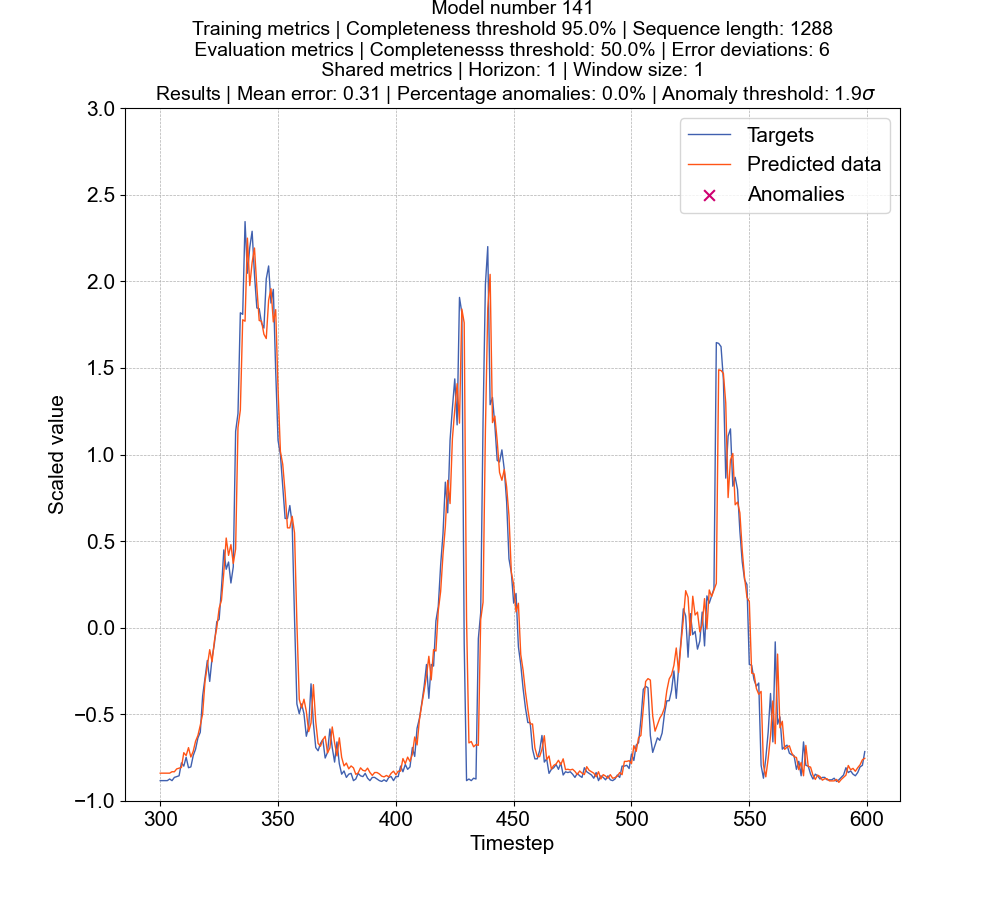 Model number 141
Training metrics | Completeness threshold 95.0% | Sequence length: 1288
Evaluation metrics | Completenesss threshold: 50.0% | Error deviations: 6
Shared metrics | Horizon: 1 | Window size: 1
Results | Mean error: 0.31 | Percentage anomalies: 0.0% | Anomaly threshold: 1.9σ
Targets
Predicted data
Anomalies
Scaled value
3.0
2.5
2.0
1.5
1.0
0.5
0.0
−0.5
−1.0
300 350 400 450 500 550 600
Timestep